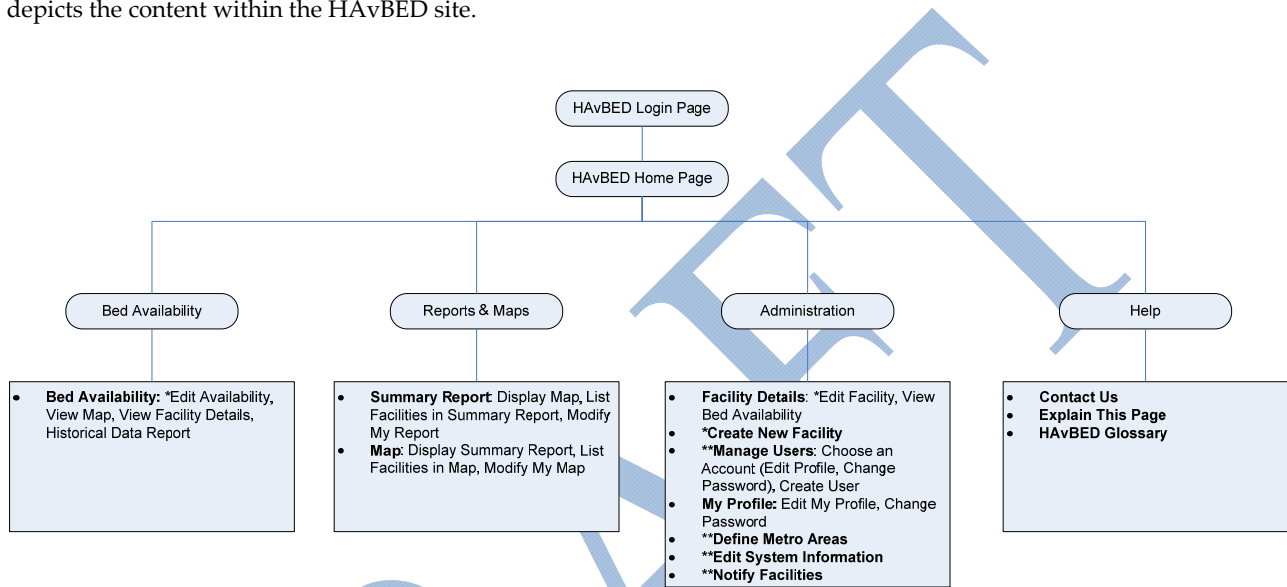 depicts the content within the HAvBED site.
HAvBED Login Page
HAvBED Home Page
Bed Availability
Reports & Maps
Administration
Help
• Bed Availability: *Edit Availability,
View Map, View Facility Details,
Historical Data Report
• Summary Report: Display Map, List
Facilities in Summary Report, Modify
My Report
• Map: Display Summary Report, List
Facilities in Map, Modify My Map
• Facility Details: *Edit Facility, View
Bed Availability
• *Create New Facility
• **Manage Users: Choose an
Account (Edit Profile, Change
Password), Create User
• My Profile: Edit My Profile, Change
Password
• **Define Metro Areas
• **Edit System Information
• **Notify Facilities
• Contact Us
• Explain This Page
• HAvBED Glossary